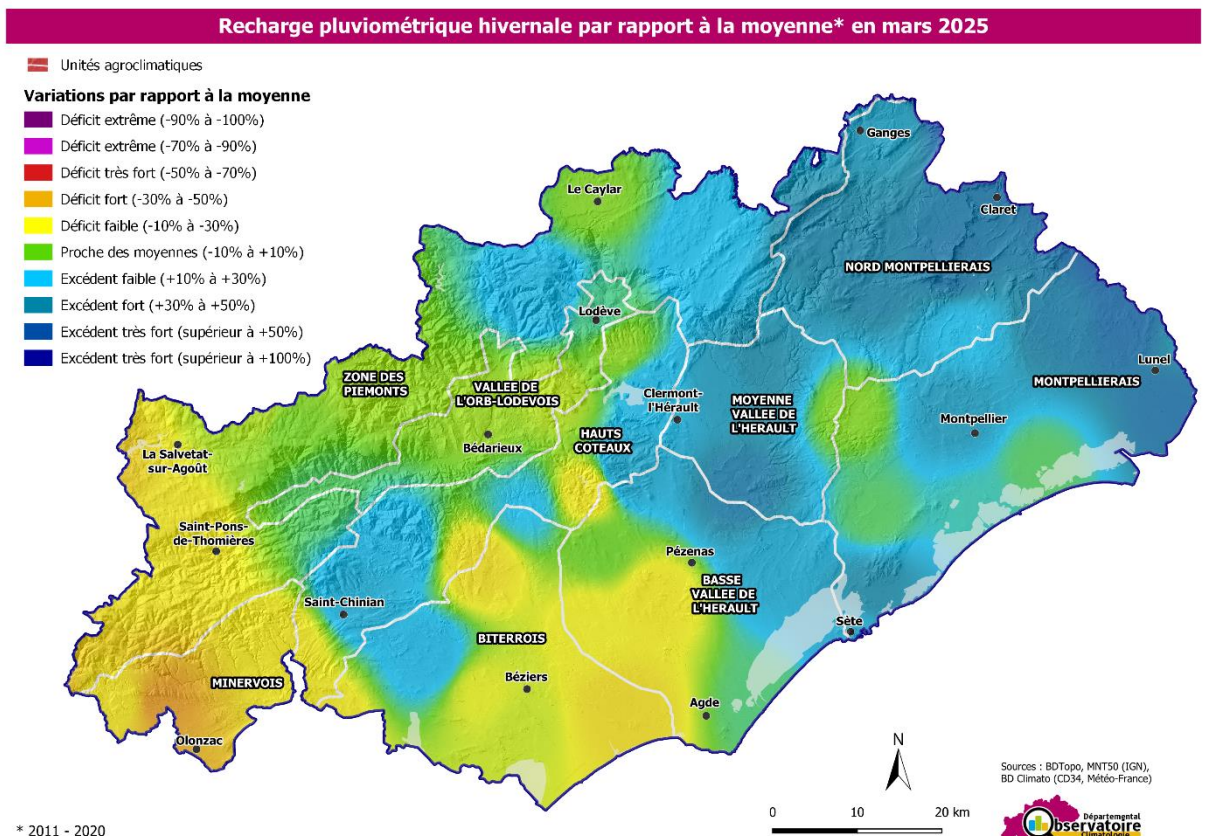 Recharge pluviométrique hivernale par rapport à la moyenne* en mars 2025
Unités agroclimatiques
Variations par rapport à la moyenne
Déficit extrême (-90% à -100%)
Déficit extrême (-70% à -90%)
Déficit très fort (-50% à -70%)
Déficit fort (-30% à -50%)
Déficit faible (-10% à -30%)
Proche des moyennes (-10% à +10%)
Excédent faible (+10% à +30%)
Excédent fort (+30% à +50%)
Excédent très fort (supérieur à +50%)
Excédent très fort (supérieur à +100%)
Ganges
Le Caylar
Claret
NORD MONTPELLIERAIS
Lodève
Lunel
ZONE DES
PIEMONTS
VALLEE DE
L'ORB-LODEVOIS
MONTPELLIERAIS
Clermont-
l'Hérault
MOYENNE
VALLEE DE
L'HERAULT
Montpellier
HAUTS
COTEAUX
Bédarieux
La Salvetat-
sur-Agoût
Saint-Pons-
de-Thomières
Pézenas
BASSE
VALLEE DE
L'HERAULT
Saint-Chinian
Sète
BITERROIS
MINERVOIS
Béziers
Agde
Olonzac
N
0 10 20 km
Sources : BDTopo, MNT50 (IGN),
BD Climato (CD34, Météo-France)
Départemental
Observatoire
Climatologie
* 2011 - 2020